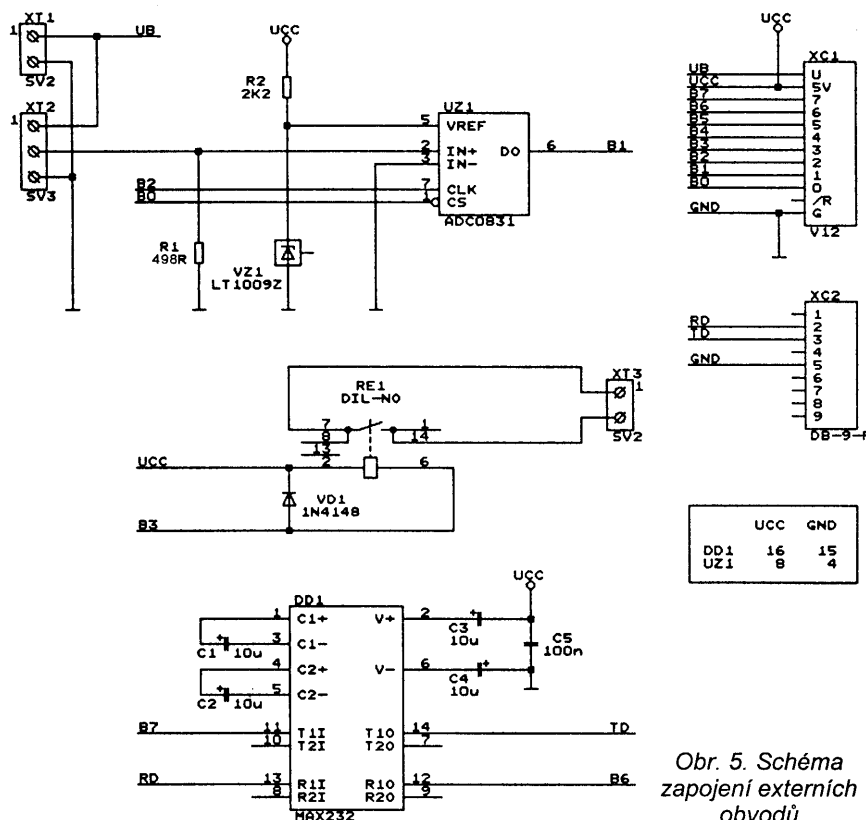 XT1
1
UB
SV2
XT2
1
SV3
R1
498R
UCC
R2
2K2
VZ1
LT1009Z
UZ1
5 VREF
2 IN+
3 IN-
7 CLK
1 CS
DO 6
B1
B2
B0
ADC0831
UCC
XC1
UB U
UCC 5V
B7 7
B6 6
B5 5
B4 4
B3 3
B2 2
B1 1
B0 0
/R
GND G
V12
XC2
1
RD 2
TD 3
4
GND 5
6
7
8
9
DB-9-F
RE1
DIL-NO
7
8
13
2
1
14
6
XT3
1
SV2
UCC
VD1
1N4148
B3
UCC GND
DD1 16 15
UZ1 8 4
DD1
1 C1+
3 C1-
4 C2+
5 C2-
V+ 2
V- 6
C1 + 10u
C2 + 10u
+
C3
10u
+
C4
10u
UCC
C5
100n
B7 11 T1I
10 T2I
T1O 14 TD
T2O 7
RD 13 R1I
8 R2I
R1O 12 B6
R2O 9
MAX232
Obr. 5. Schéma
zapojení externích
obvodů